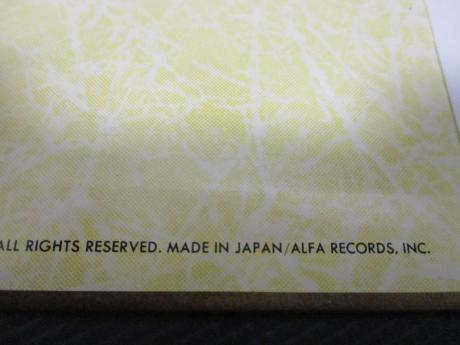 ALL RIGHTS RESERVED. MADE IN JAPAN/ALFA RECORDS, INC.